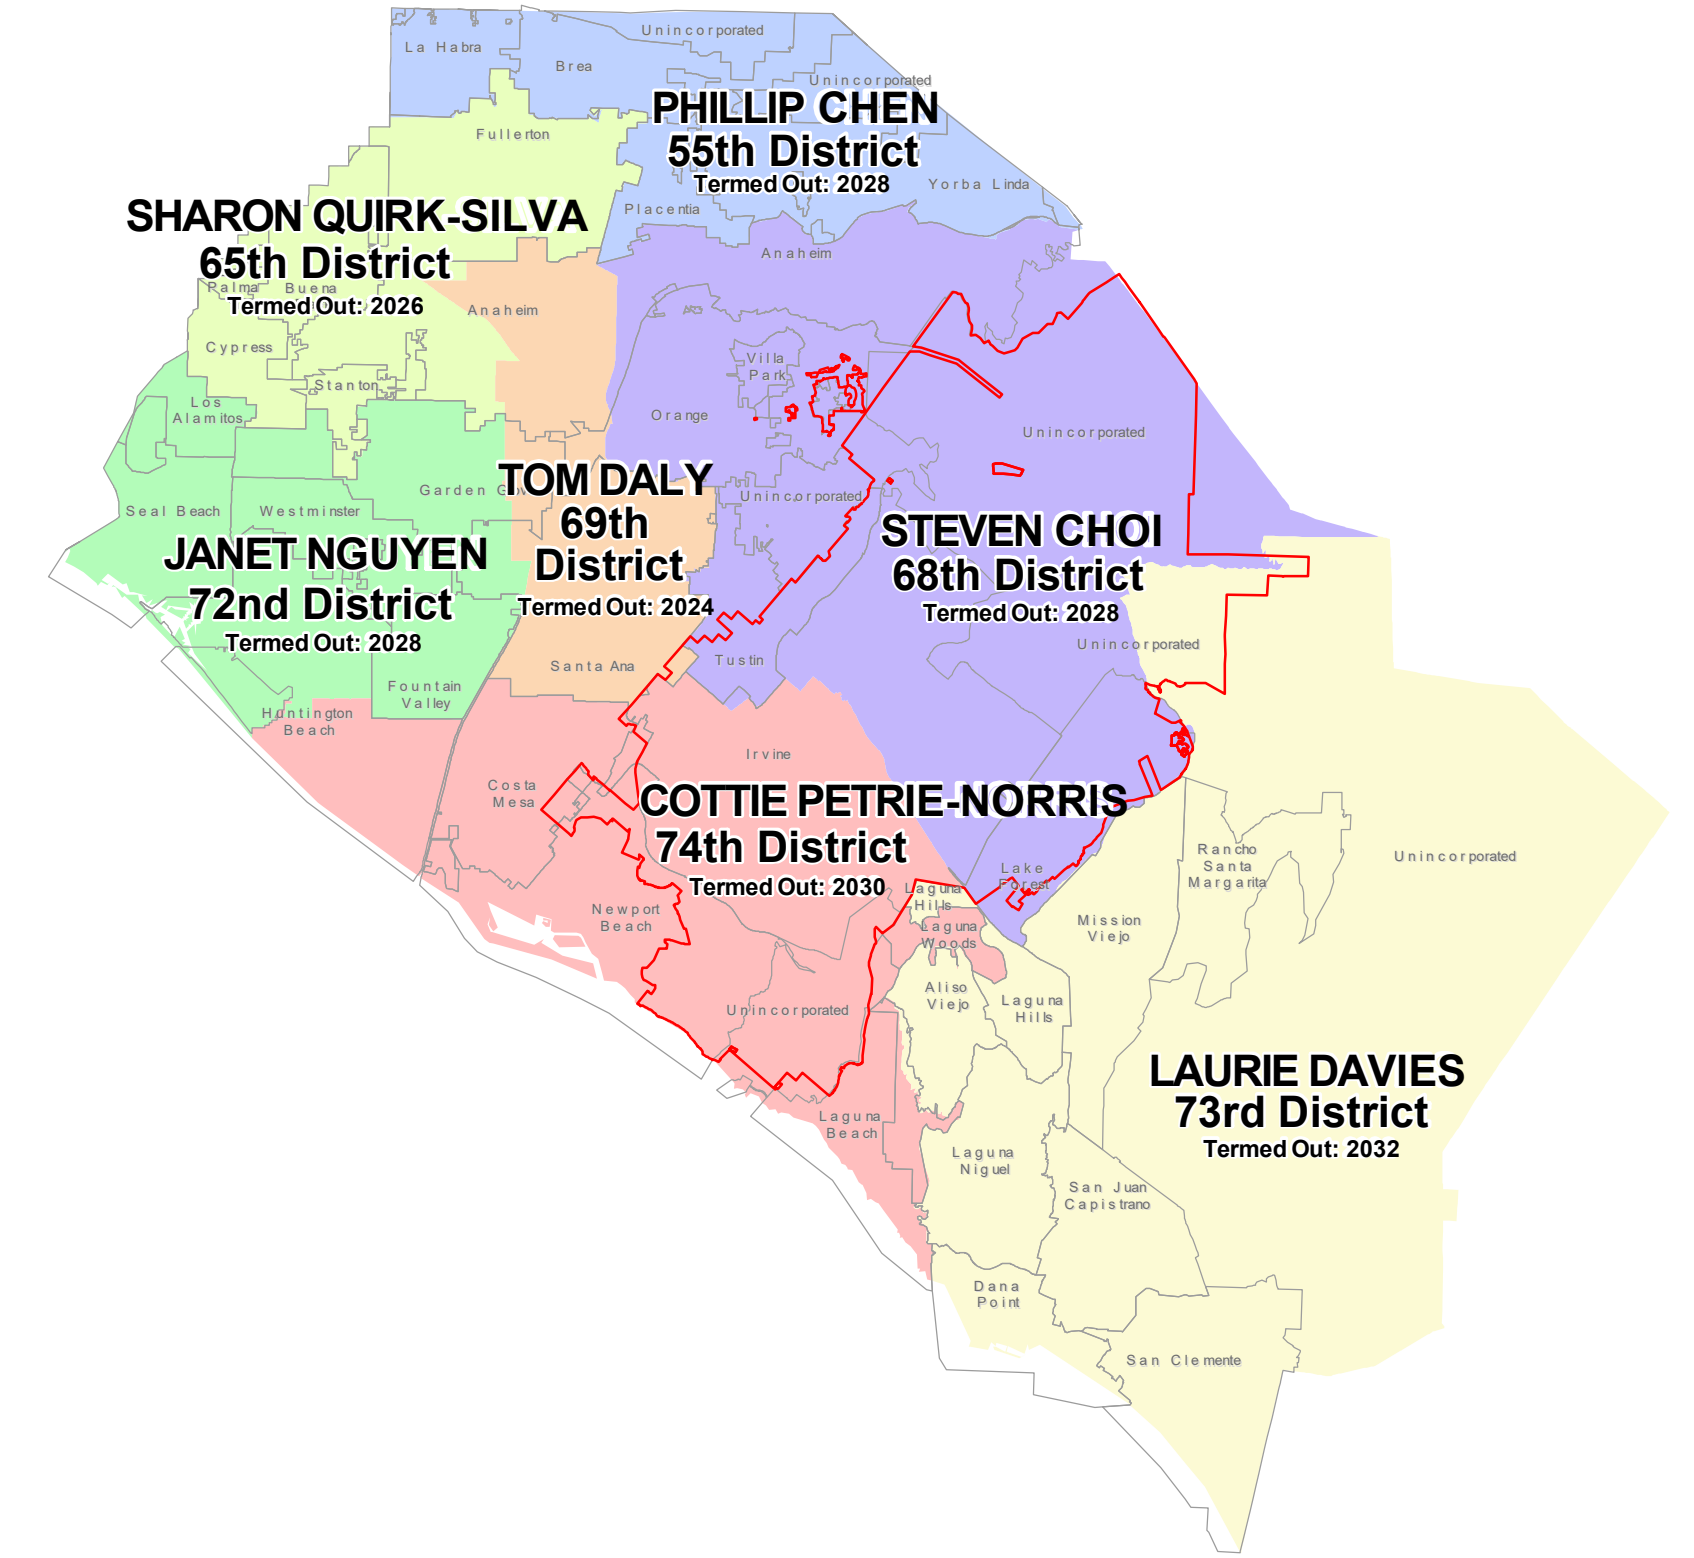 Unincorporated
La Habra
Brea
Unincorporated
PHILLIP CHEN
55th District
Termed Out: 2028
Fullerton
Yorba Linda
Placentia
SHARON QUIRK-SILVA
65th District
Termed Out: 2026
Palma
Buena
Anaheim
Anaheim
Cypress
Stanton
Villa
Park
Los
Alamitos
Orange
Unincorporated
TOM DALY
69th
District
Termed Out: 2024
Garden
Unincorporated
Seal Beach
Westminster
STEVEN CHOI
68th District
Termed Out: 2028
JANET NGUYEN
72nd District
Termed Out: 2028
Unincorporated
Tustin
Santa Ana
Fountain
Valley
Huntington
Beach
Irvine
Costa
Mesa
COTTIE PETRIE-NORRIS
74th District
Termed Out: 2030
Lake
Forest
Rancho
Santa
Margarita
Unincorporated
Laguna
Hills
Newport
Beach
Laguna
Woods
Mission
Viejo
Aliso
Viejo
Laguna
Hills
Unincorporated
LAURIE DAVIES
73rd District
Termed Out: 2032
Laguna
Beach
Laguna
Niguel
San Juan
Capistrano
Dana
Point
San Clemente